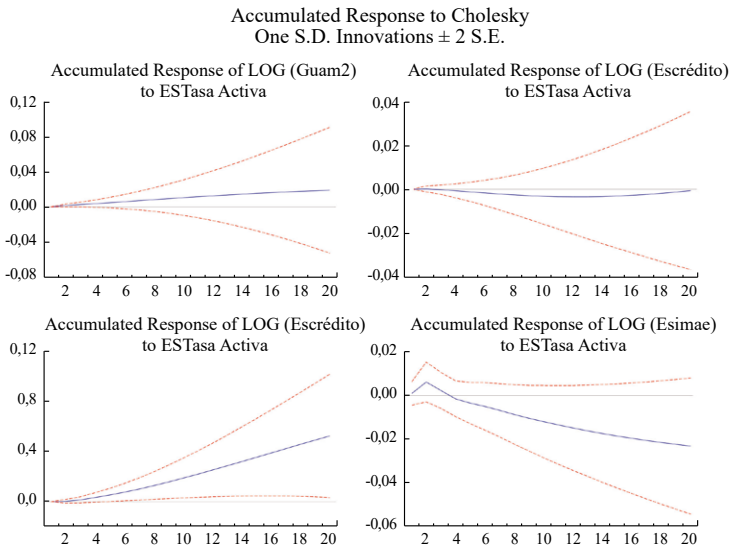 Accumulated Response to Cholesky
One S.D. Innovations ± 2 S.E.
Accumulated Response of LOG (Guam2)
to ESTasa Activa
0,12
0,08
0,04
0,00
-0,04
-0,08
2 4 6 8 10 12 14 16 18 20
Accumulated Response of LOG (Escrédito)
to ESTasa Activa
0,04
0,02
0,00
-0,02
-0,04
2 4 6 8 10 12 14 16 18 20
Accumulated Response of LOG (Escrédito)
to ESTasa Activa
0,12
0,8
0,4
0,0
2 4 6 8 10 12 14 16 18 20
Accumulated Response of LOG (Esimae)
to ESTasa Activa
0,02
0,00
-0,02
-0,04
-0,06
2 4 6 8 10 12 14 16 18 20